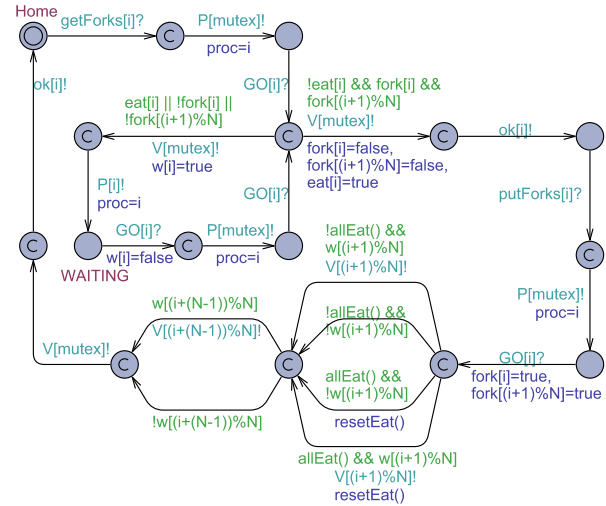 Home
getForks[i]?
P[mutex]!
proc=i
ok[i]!
GO[i]?
!eat[i] && fork[i] &&
fork[(i+1)%N]
V[mutex]!
fork[i]=false,
fork[(i+1)%N]=false,
eat[i]=true
eat[i] || !fork[i] ||
!fork[(i+1)%N]
V[mutex]!
w[i]=true
ok[i]!
P[i]!
proc=i
GO[i]?
putForks[i]?
GO[i]?
w[i]=false
P[mutex]!
proc=i
WAITING
!allEat() &&
w[(i+1)%N]
V[(i+1)%N]!
P[mutex]!
proc=i
w[(i+(N-1))%N]
V[(i+(N-1))%N]!
!allEat() &&
!w[(i+1)%N]
V[mutex]!
GO[i]?
fork[i]=true,
fork[(i+1)%N]=true
allEat() &&
!w[(i+1)%N]
resetEat()
!w[(i+(N-1))%N]
allEat() && w[(i+1)%N]
V[(i+1)%N]!
resetEat()
C
C
C
C
C
C
C
C
C
C